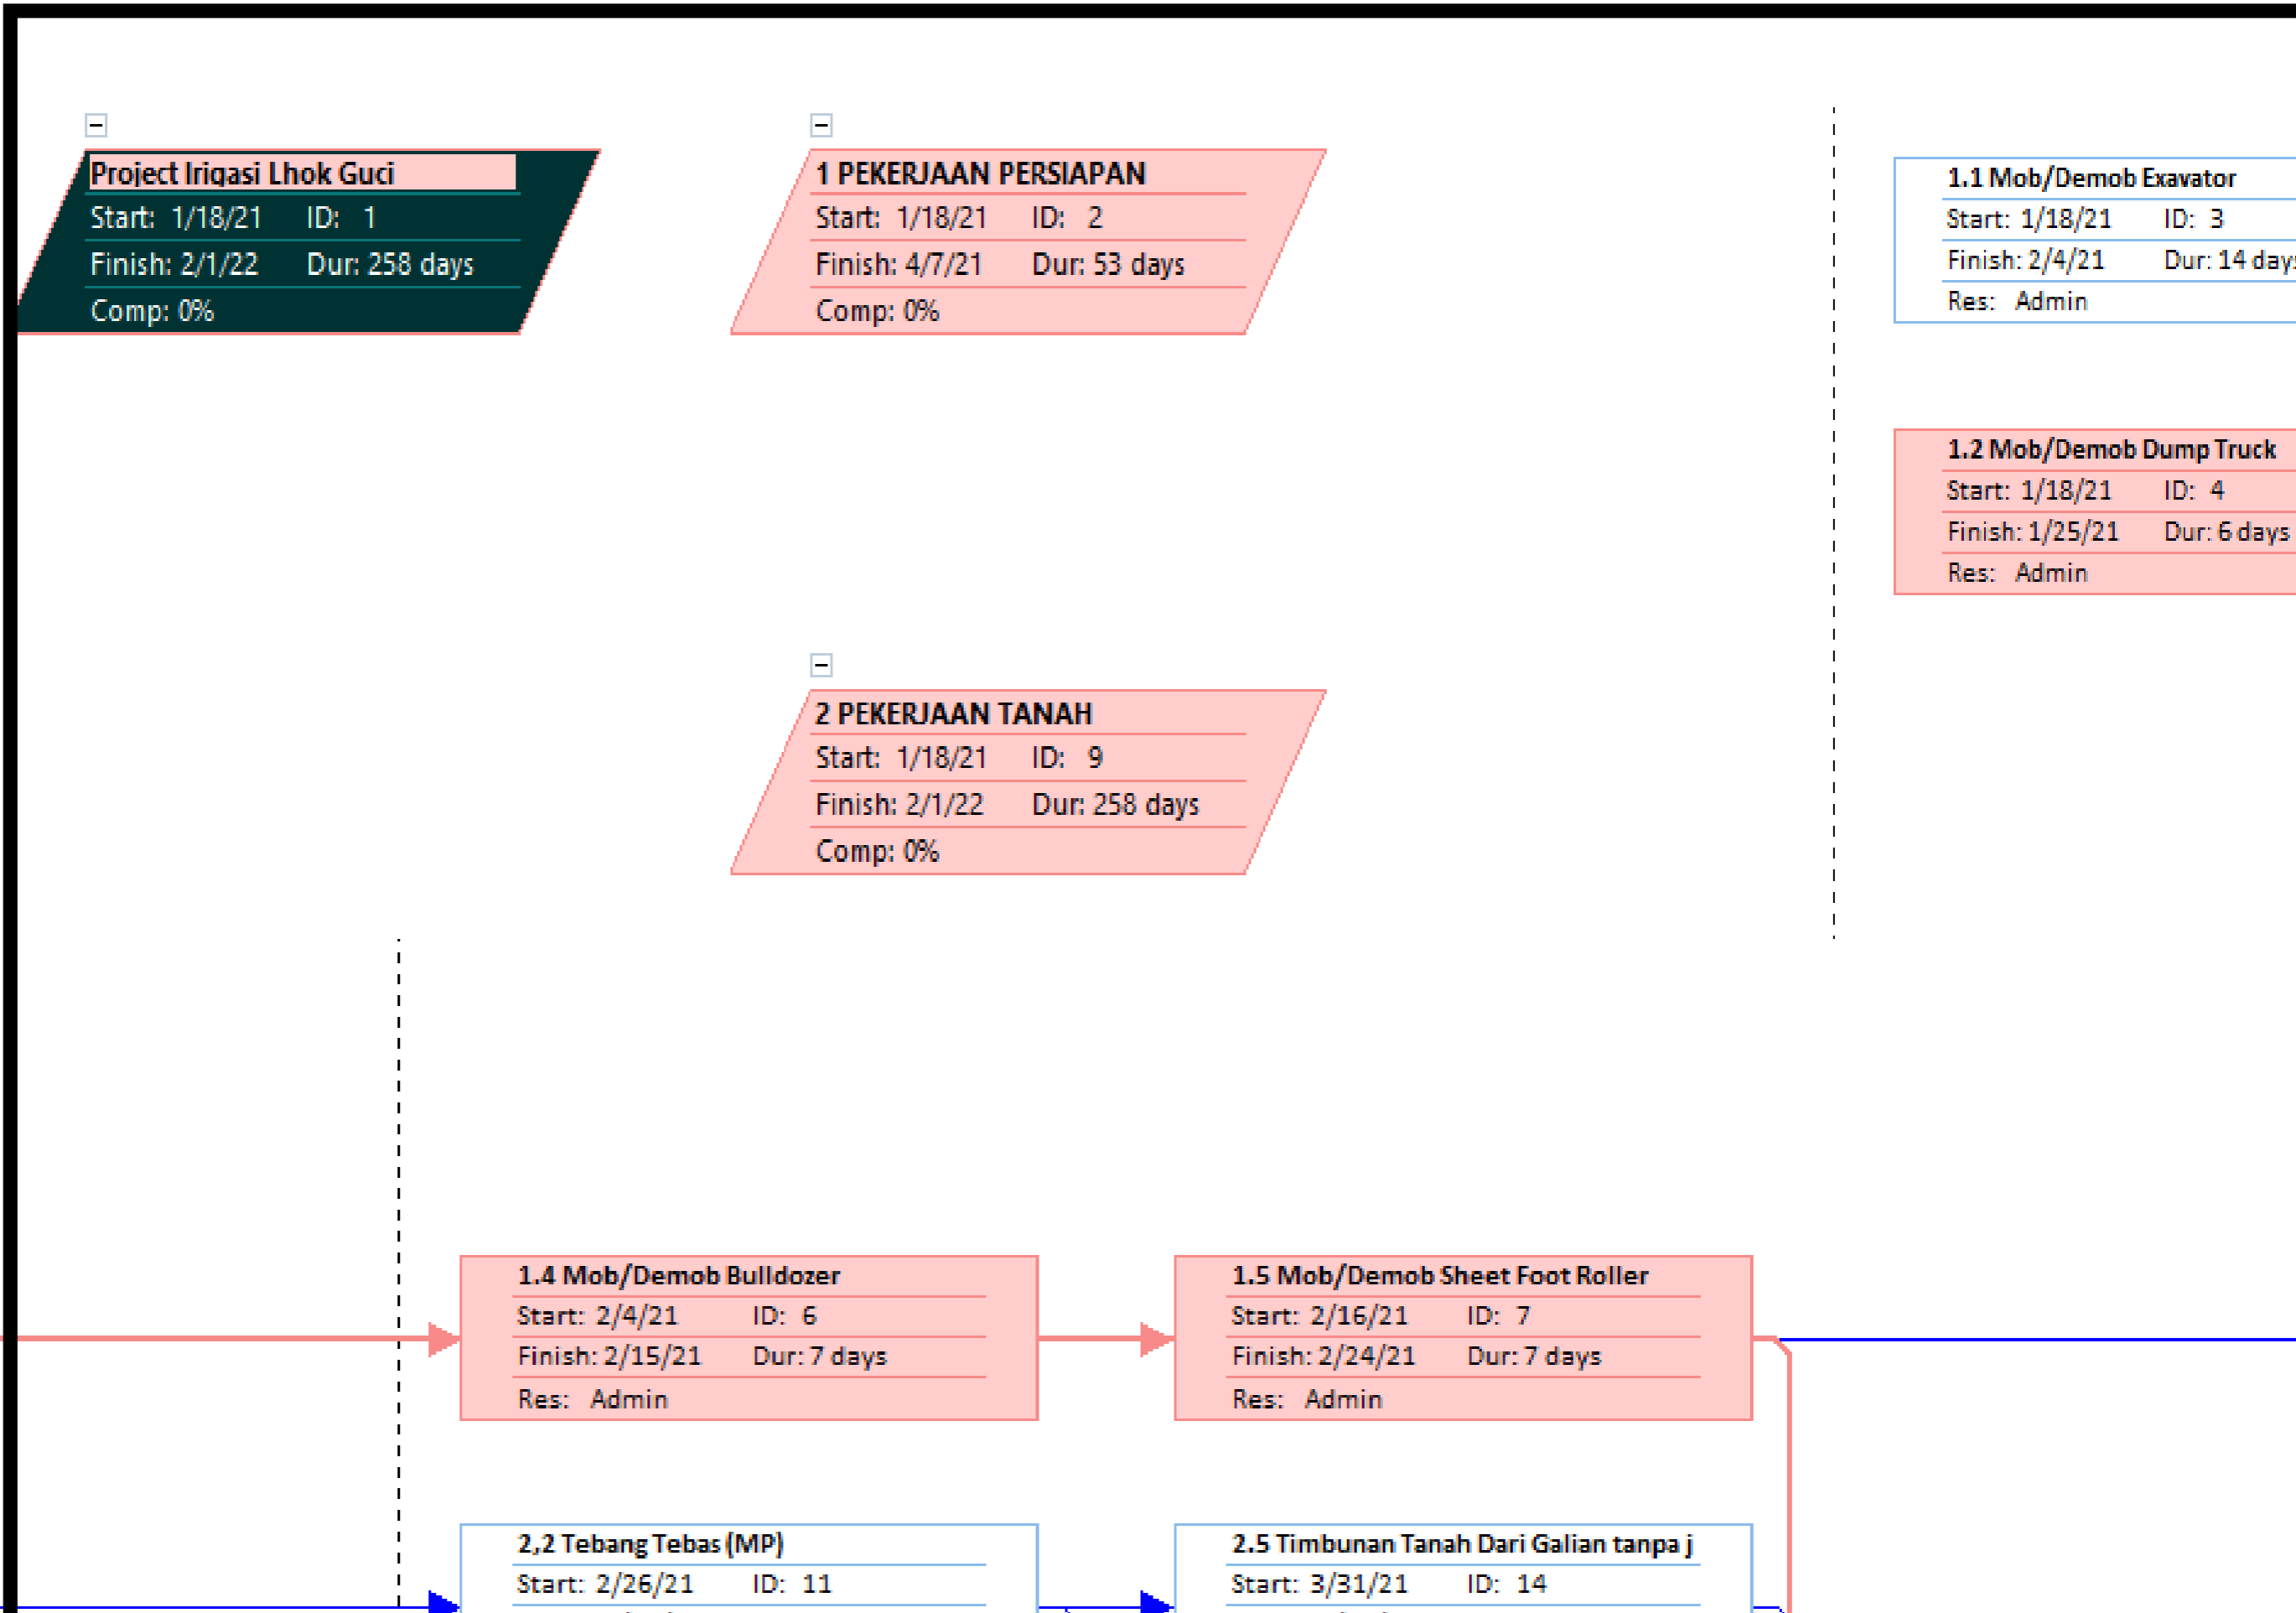 Project Irigasi Lhok Guci
Start: 1/18/21 ID: 1
Finish: 2/1/22 Dur: 258 days
Comp: 0%
1 PEKERJAAN PERSIAPAN
Start: 1/18/21 ID: 2
Finish: 4/7/21 Dur: 53 days
Comp: 0%
1.1 Mob/Demob Exavator
Start: 1/18/21 ID: 3
Finish: 2/4/21 Dur: 14 days
Res: Admin
1.2 Mob/Demob Dump Truck
Start: 1/18/21 ID: 4
Finish: 1/25/21 Dur: 6 days
Res: Admin
2 PEKERJAAN TANAH
Start: 1/18/21 ID: 9
Finish: 2/1/22 Dur: 258 days
Comp: 0%
1.4 Mob/Demob Bulldozer
Start: 2/4/21 ID: 6
Finish: 2/15/21 Dur: 7 days
Res: Admin
1.5 Mob/Demob Sheet Foot Roller
Start: 2/16/21 ID: 7
Finish: 2/24/21 Dur: 7 days
Res: Admin
2,2 Tebang Tebas (MP)
Start: 2/26/21 ID: 11
2.5 Timbunan Tanah Dari Galian tanpa j
Start: 3/31/21 ID: 14